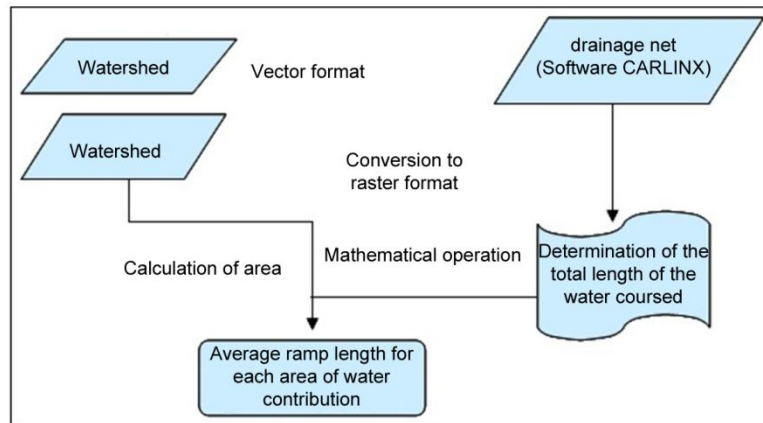 Watershed
Vector format
drainage net
(Software CARLINX)
Watershed
Conversion to
raster format
Calculation of area
Mathematical operation
Determination of the
total length of the
water coursed
Average ramp length for
each area of water
contribution